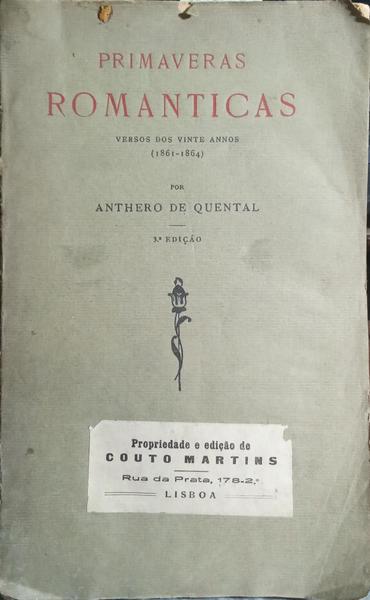 PRIMAVERAS
ROMANTICAS
VERSOS DOS VINTE ANNOS
(1861-1864)
POR
ANTHERO DE QUENTAL
3.ª EDIÇÃO
Propriedade e edição de
COUTO MARTINS
Rua da Prata, 178-2.º
LISBOA